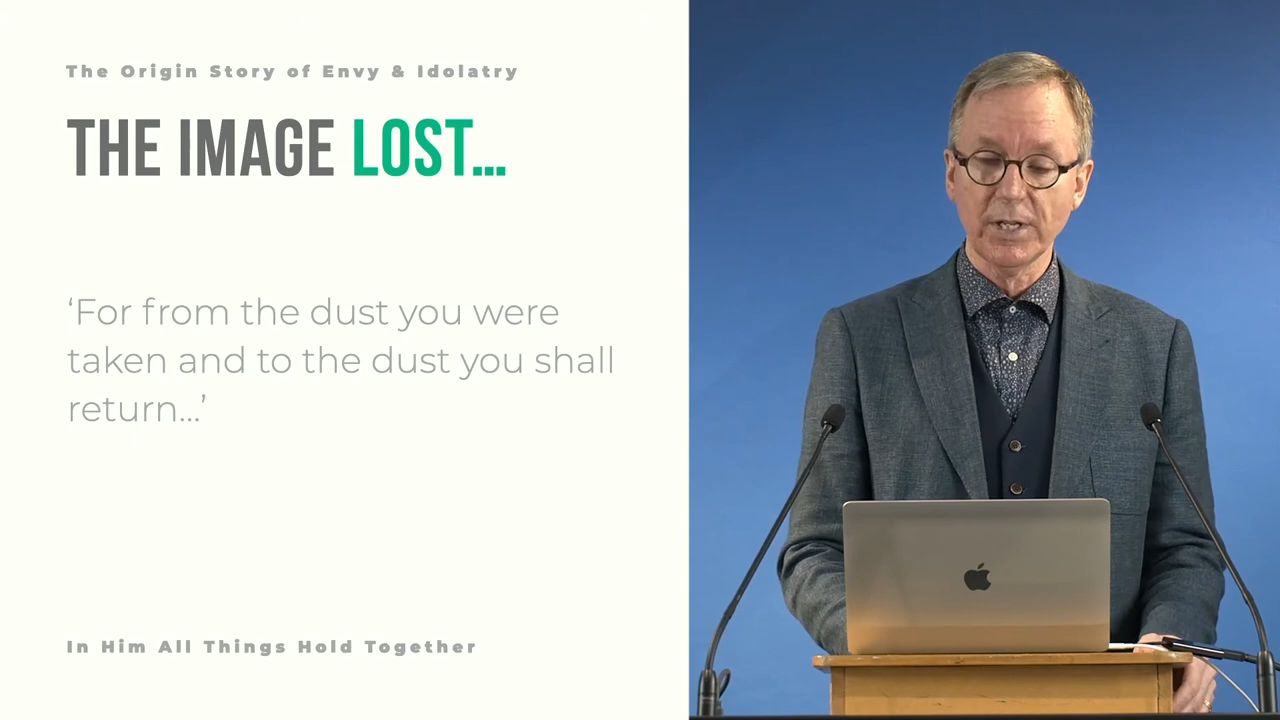 The Origin Story of Envy & Idolatry
THE IMAGE LOST...
‘For from the dust you were
taken and to the dust you shall
return...’
In Him All Things Hold Together